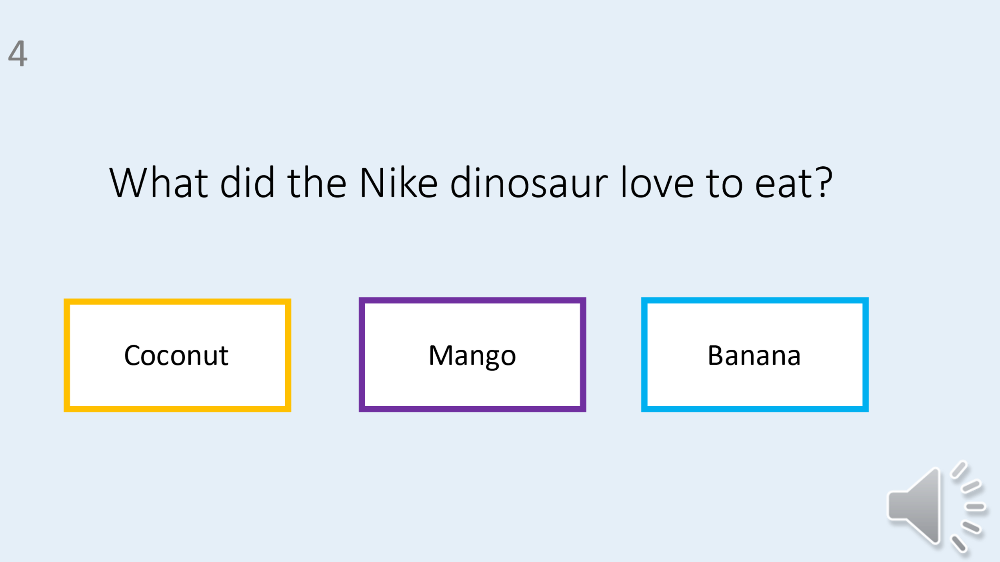 4
What did the Nike dinosaur love to eat?
Coconut
Mango
Banana